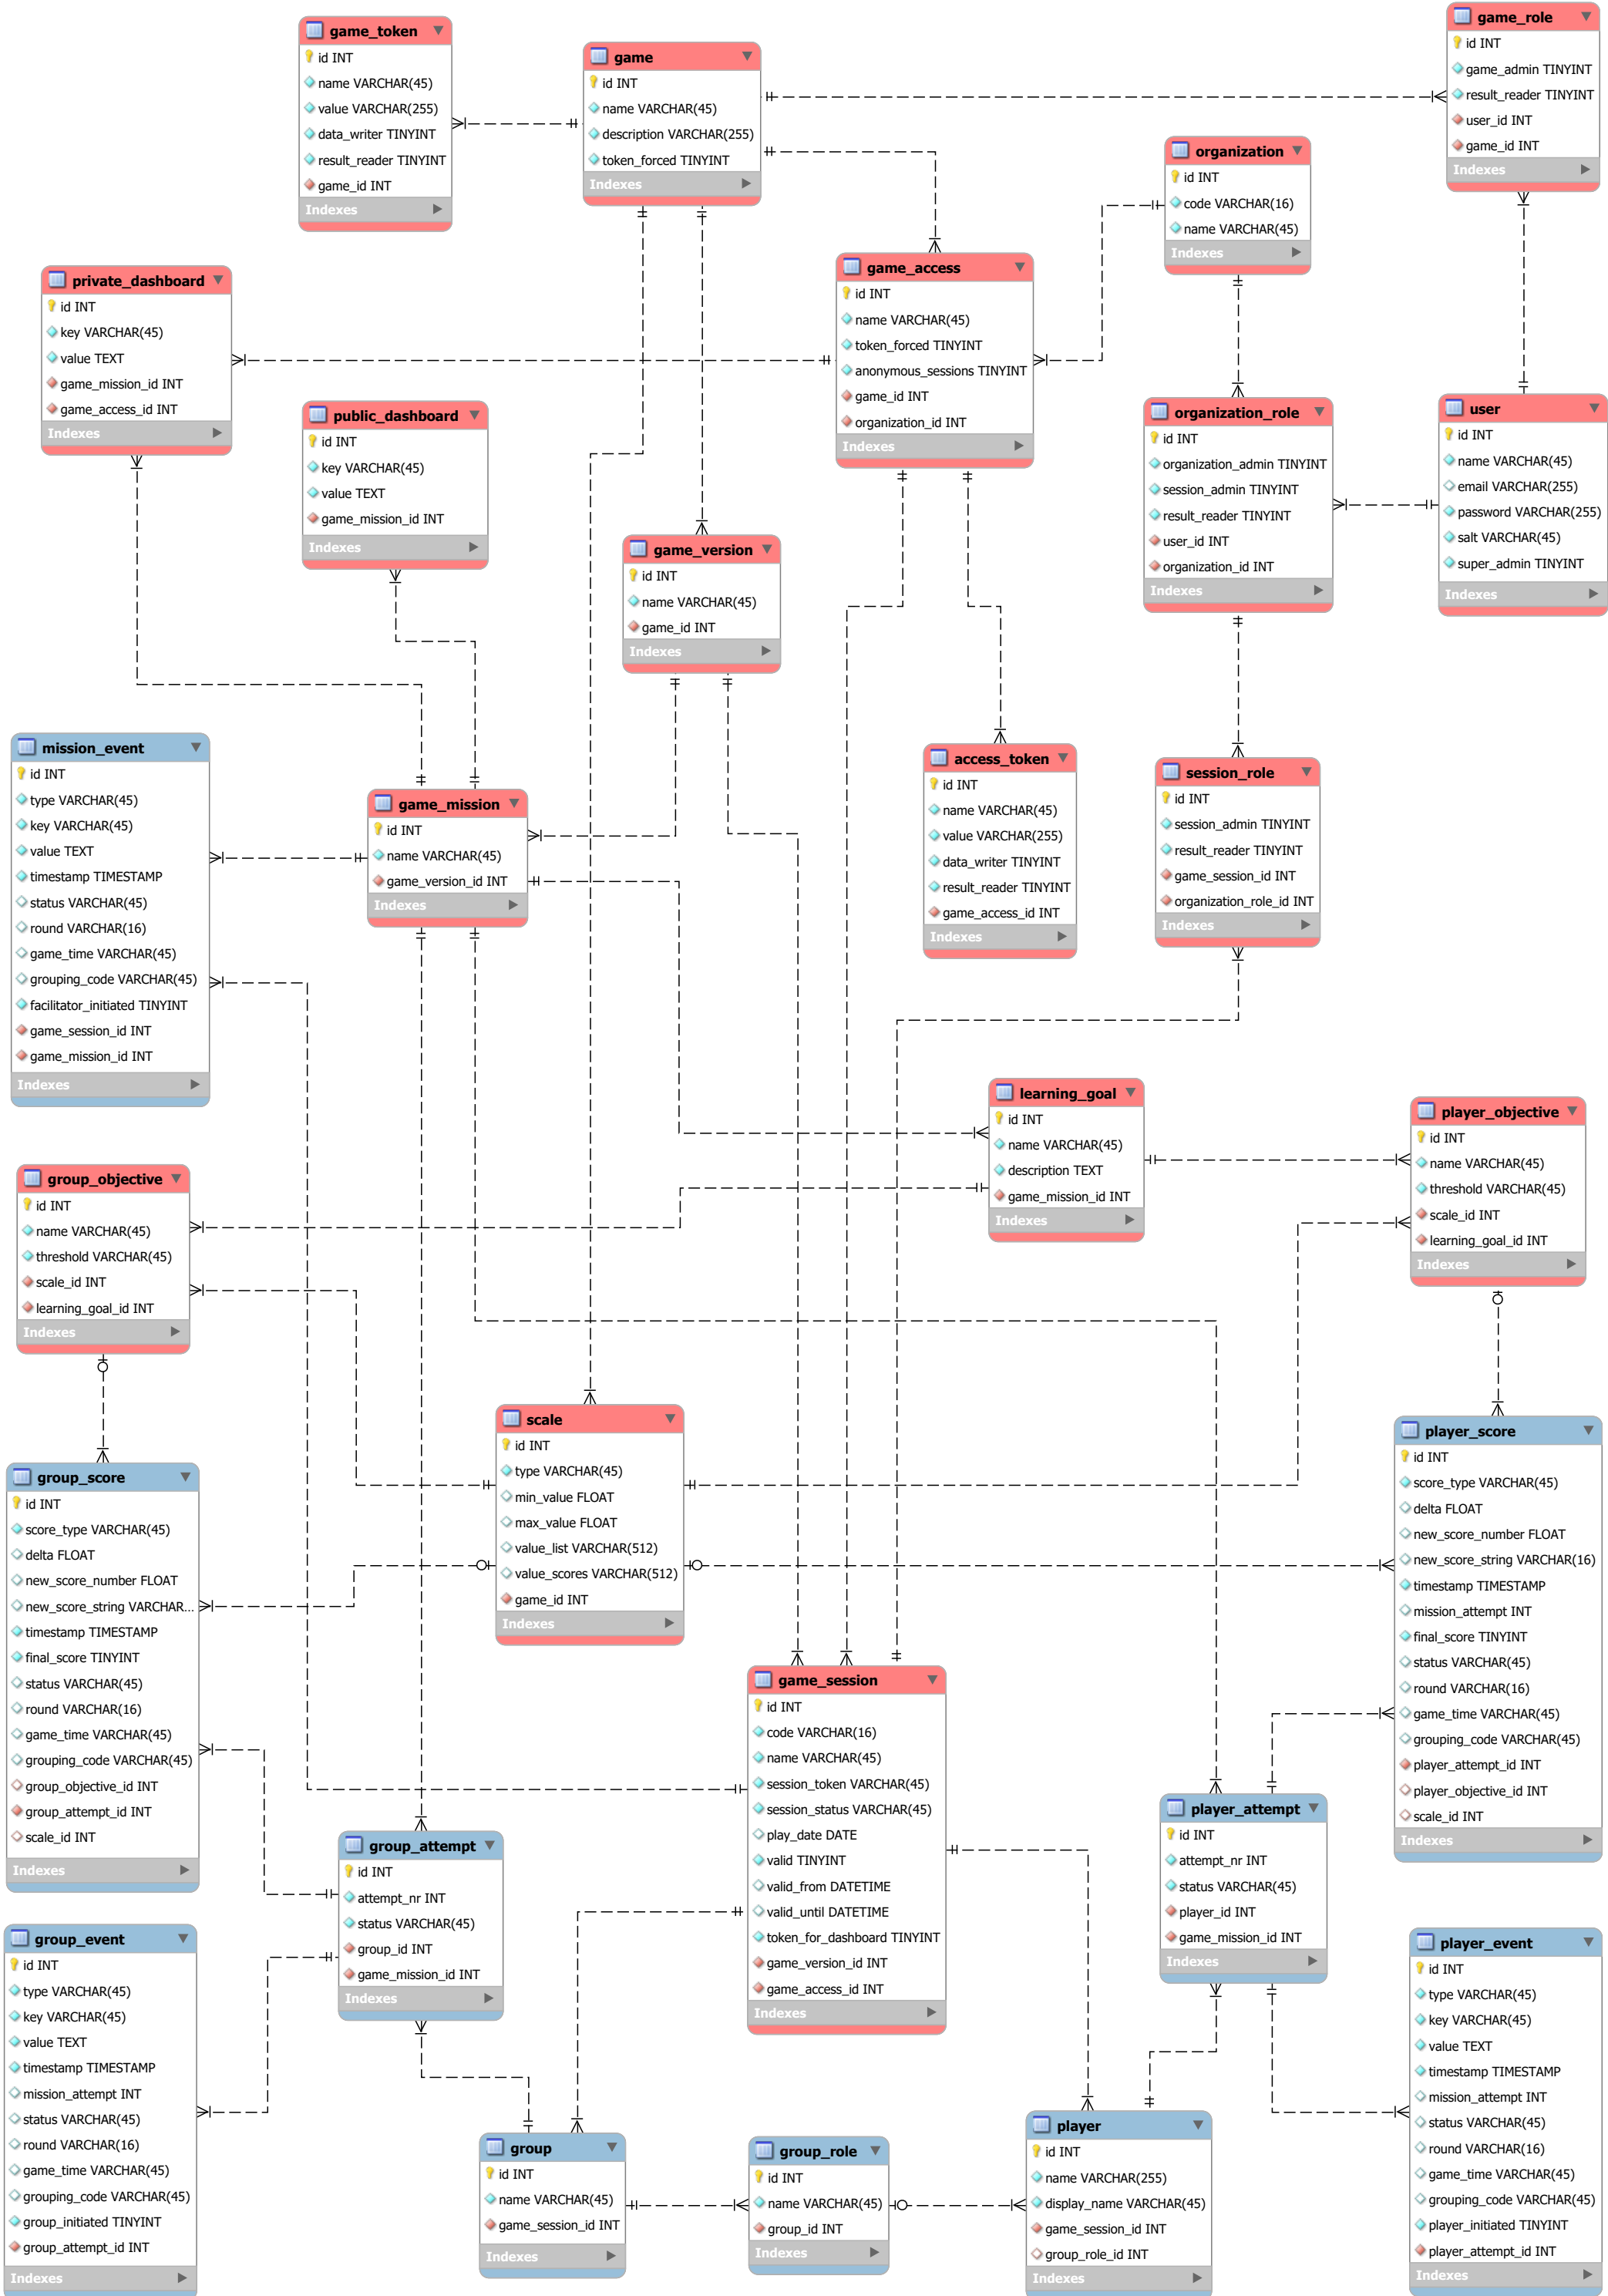 game_token
id INT
name VARCHAR(45)
value VARCHAR(255)
data_writer TINYINT
result_reader TINYINT
game_id INT
Indexes
game
id INT
name VARCHAR(45)
description VARCHAR(255)
token_forced TINYINT
Indexes
game_role
id INT
game_admin TINYINT
result_reader TINYINT
user_id INT
game_id INT
Indexes
organization
id INT
code VARCHAR(16)
name VARCHAR(45)
Indexes
private_dashboard
id INT
key VARCHAR(45)
value TEXT
game_mission_id INT
game_access_id INT
Indexes
game_access
id INT
name VARCHAR(45)
token_forced TINYINT
anonymous_sessions TINYINT
game_id INT
organization_id INT
Indexes
public_dashboard
id INT
key VARCHAR(45)
value TEXT
game_mission_id INT
Indexes
organization_role
id INT
organization_admin TINYINT
session_admin TINYINT
result_reader TINYINT
user_id INT
organization_id INT
Indexes
user
id INT
name VARCHAR(45)
email VARCHAR(255)
password VARCHAR(255)
salt VARCHAR(45)
super_admin TINYINT
Indexes
game_version
id INT
name VARCHAR(45)
game_id INT
Indexes
mission_event
id INT
type VARCHAR(45)
key VARCHAR(45)
value TEXT
timestamp TIMESTAMP
status VARCHAR(45)
round VARCHAR(16)
game_time VARCHAR(45)
grouping_code VARCHAR(45)
facilitator_initiated TINYINT
game_session_id INT
game_mission_id INT
Indexes
game_mission
id INT
name VARCHAR(45)
game_version_id INT
Indexes
access_token
id INT
name VARCHAR(45)
value VARCHAR(255)
data_writer TINYINT
result_reader TINYINT
game_access_id INT
Indexes
session_role
id INT
session_admin TINYINT
result_reader TINYINT
game_session_id INT
organization_role_id INT
Indexes
learning_goal
id INT
name VARCHAR(45)
description TEXT
game_mission_id INT
Indexes
player_objective
id INT
name VARCHAR(45)
threshold VARCHAR(45)
scale_id INT
learning_goal_id INT
Indexes
group_objective
id INT
name VARCHAR(45)
threshold VARCHAR(45)
scale_id INT
learning_goal_id INT
Indexes
scale
id INT
type VARCHAR(45)
min_value FLOAT
max_value FLOAT
value_list VARCHAR(512)
value_scores VARCHAR(512)
game_id INT
Indexes
player_score
id INT
score_type VARCHAR(45)
delta FLOAT
new_score_number FLOAT
new_score_string VARCHAR(16)
timestamp TIMESTAMP
mission_attempt INT
final_score TINYINT
status VARCHAR(45)
round VARCHAR(16)
game_time VARCHAR(45)
grouping_code VARCHAR(45)
player_attempt_id INT
player_objective_id INT
scale_id INT
Indexes
group_score
id INT
score_type VARCHAR(45)
delta FLOAT
new_score_number FLOAT
new_score_string VARCHAR...
timestamp TIMESTAMP
final_score TINYINT
status VARCHAR(45)
round VARCHAR(16)
game_time VARCHAR(45)
grouping_code VARCHAR(45)
group_objective_id INT
group_attempt_id INT
scale_id INT
Indexes
game_session
id INT
code VARCHAR(16)
name VARCHAR(45)
session_token VARCHAR(45)
session_status VARCHAR(45)
play_date DATE
valid TINYINT
valid_from DATETIME
valid_until DATETIME
token_for_dashboard TINYINT
game_version_id INT
game_access_id INT
Indexes
player_attempt
id INT
attempt_nr INT
status VARCHAR(45)
player_id INT
game_mission_id INT
Indexes
group_attempt
id INT
attempt_nr INT
status VARCHAR(45)
group_id INT
game_mission_id INT
Indexes
group_event
id INT
type VARCHAR(45)
key VARCHAR(45)
value TEXT
timestamp TIMESTAMP
mission_attempt INT
status VARCHAR(45)
round VARCHAR(16)
game_time VARCHAR(45)
grouping_code VARCHAR(45)
group_initiated TINYINT
group_attempt_id INT
Indexes
player_event
id INT
type VARCHAR(45)
key VARCHAR(45)
value TEXT
timestamp TIMESTAMP
mission_attempt INT
status VARCHAR(45)
round VARCHAR(16)
game_time VARCHAR(45)
grouping_code VARCHAR(45)
player_initiated TINYINT
player_attempt_id INT
Indexes
group
id INT
name VARCHAR(45)
game_session_id INT
Indexes
group_role
id INT
name VARCHAR(45)
group_id INT
Indexes
player
id INT
name VARCHAR(255)
display_name VARCHAR(45)
game_session_id INT
group_role_id INT
Indexes